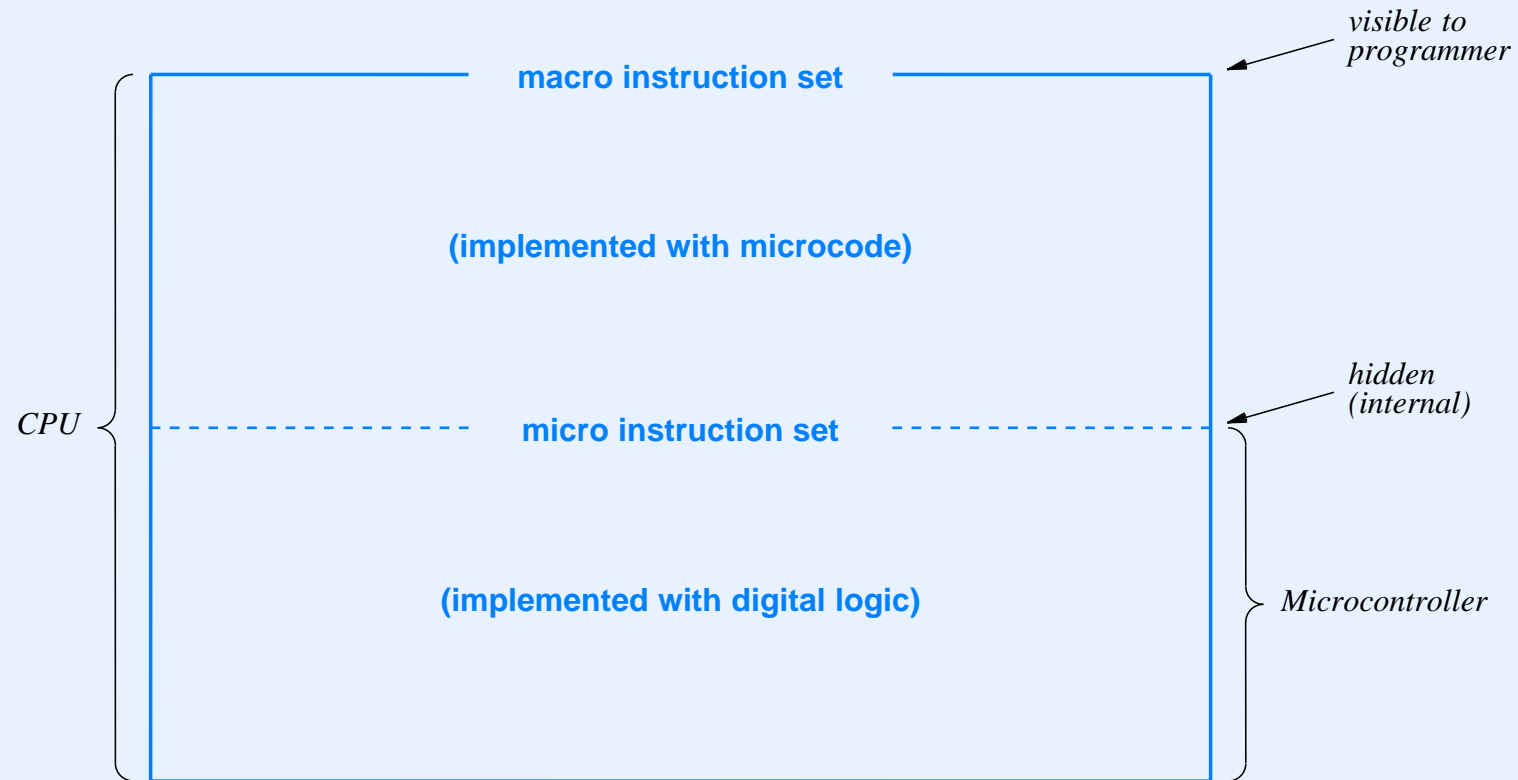 visible to
programmer
macro instruction set
(implemented with microcode)
hidden
(internal)
CPU
micro instruction set
(implemented with digital logic)
Microcontroller